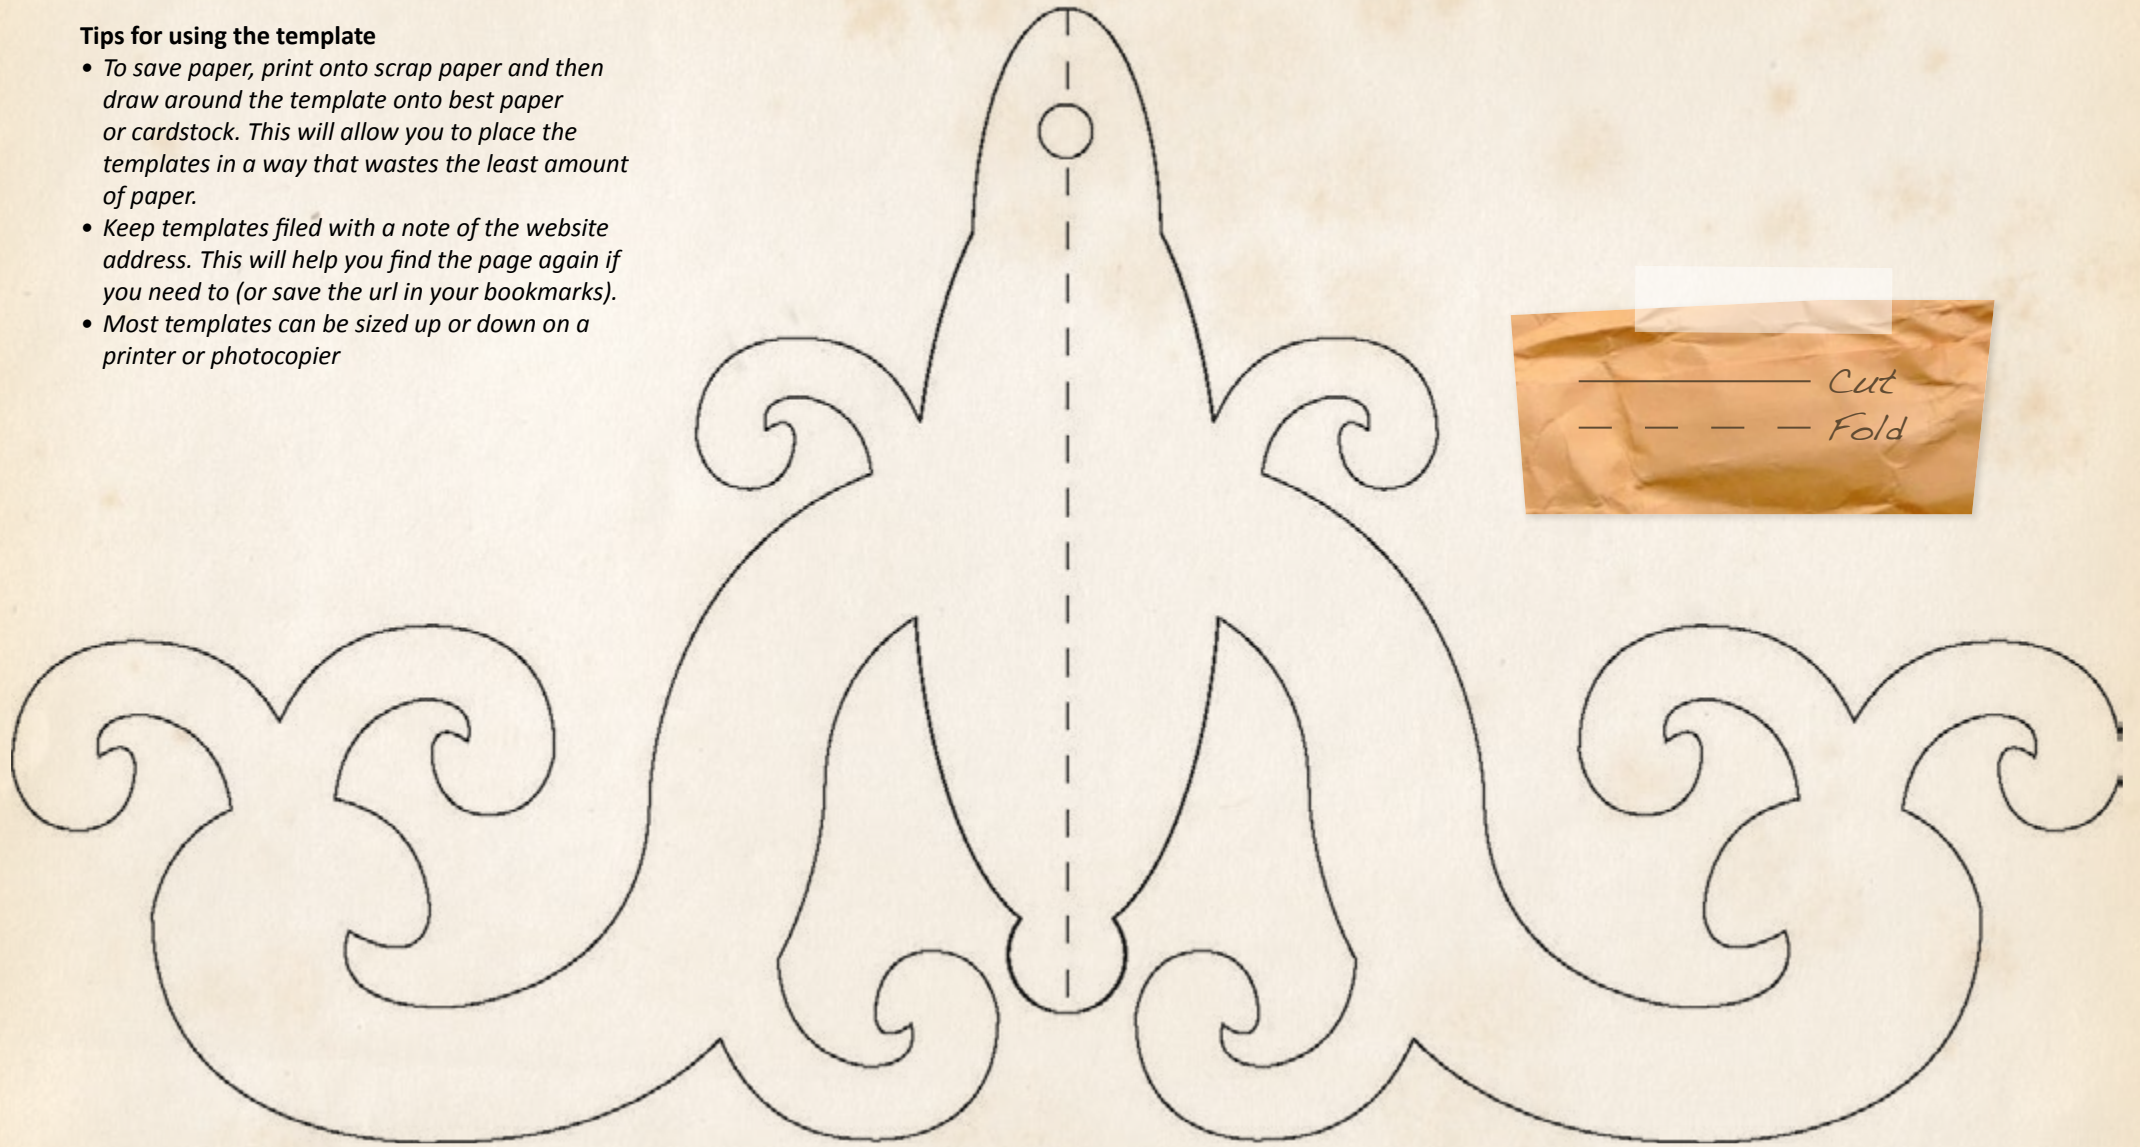 Tips for using the template
• To save paper, print onto scrap paper and then
draw around the template onto best paper
or cardstock. This will allow you to place the
templates in a way that wastes the least amount
of paper.
• Keep templates filed with a note of the website
address. This will help you find the page again if
you need to (or save the url in your bookmarks).
• Most templates can be sized up or down on a
printer or photocopier
Cut
Fold